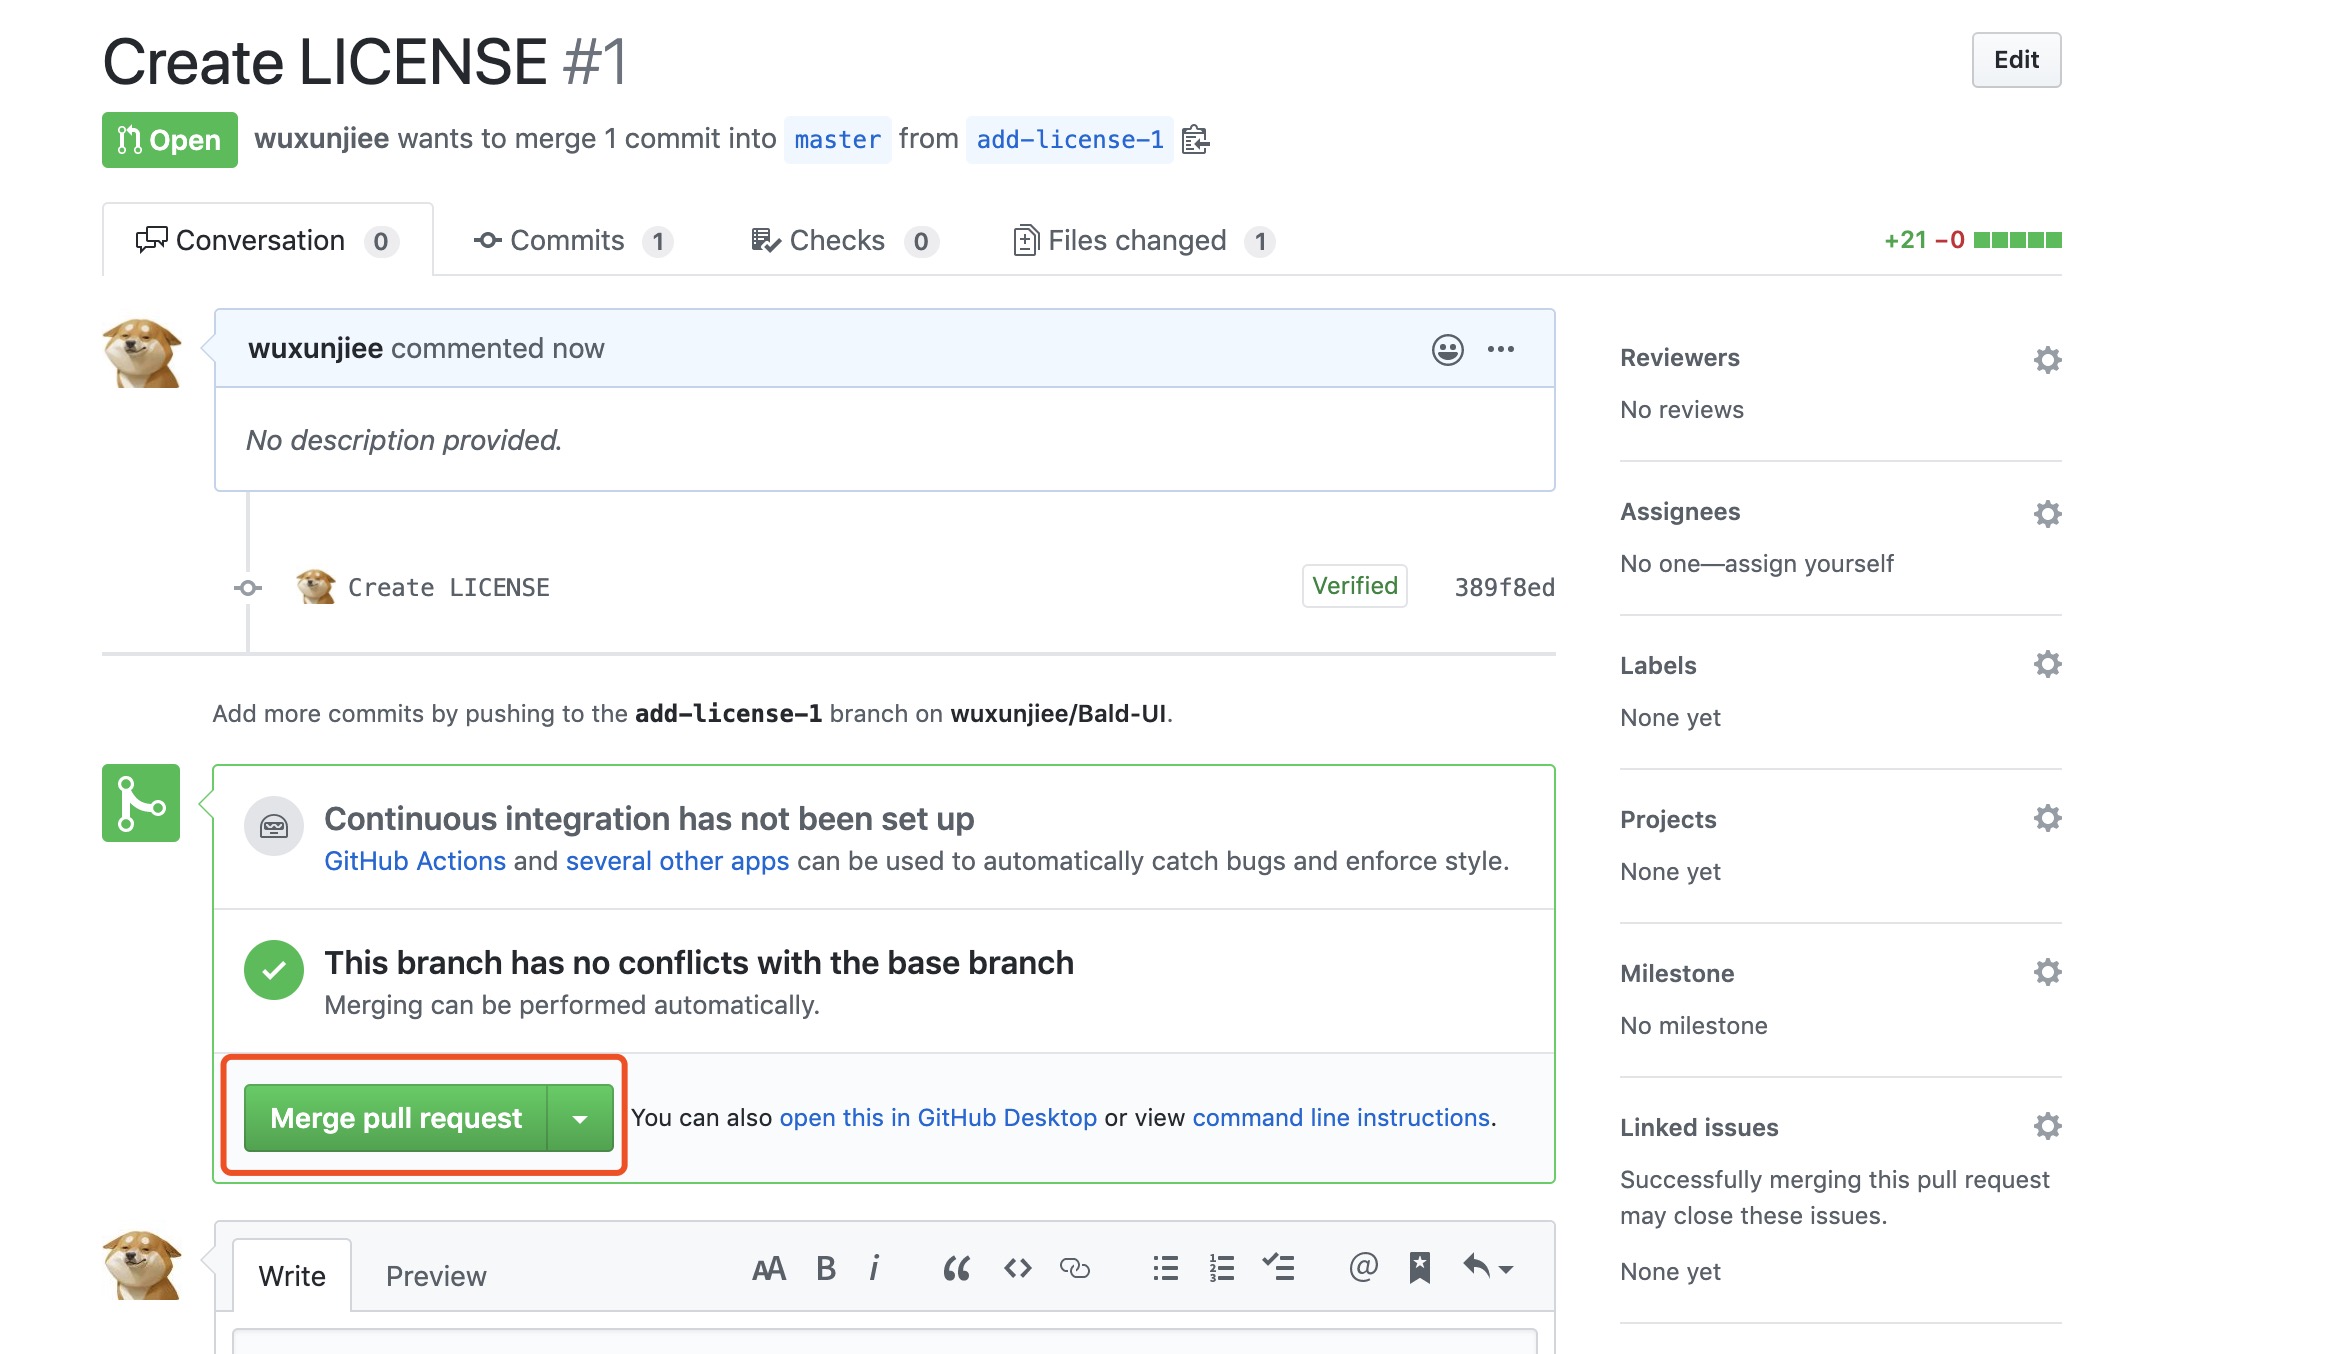 Create LICENSE #1
Edit
Open
wuxunjiee wants to merge 1 commit into master from add-license-1
Conversation 0
Commits 1
Checks 0
Files changed 1
+21 −0
wuxunjiee commented now
No description provided.
Create LICENSE
Verified
389f8ed
Add more commits by pushing to the add-license-1 branch on wuxunjiee/Bald-UI.
Continuous integration has not been set up
GitHub Actions and several other apps can be used to automatically catch bugs and enforce style.
This branch has no conflicts with the base branch
Merging can be performed automatically.
Merge pull request
You can also open this in GitHub Desktop or view command line instructions.
Write
Preview
Reviewers
No reviews
Assignees
No one—assign yourself
Labels
None yet
Projects
None yet
Milestone
No milestone
Linked issues
Successfully merging this pull request
may close these issues.
None yet